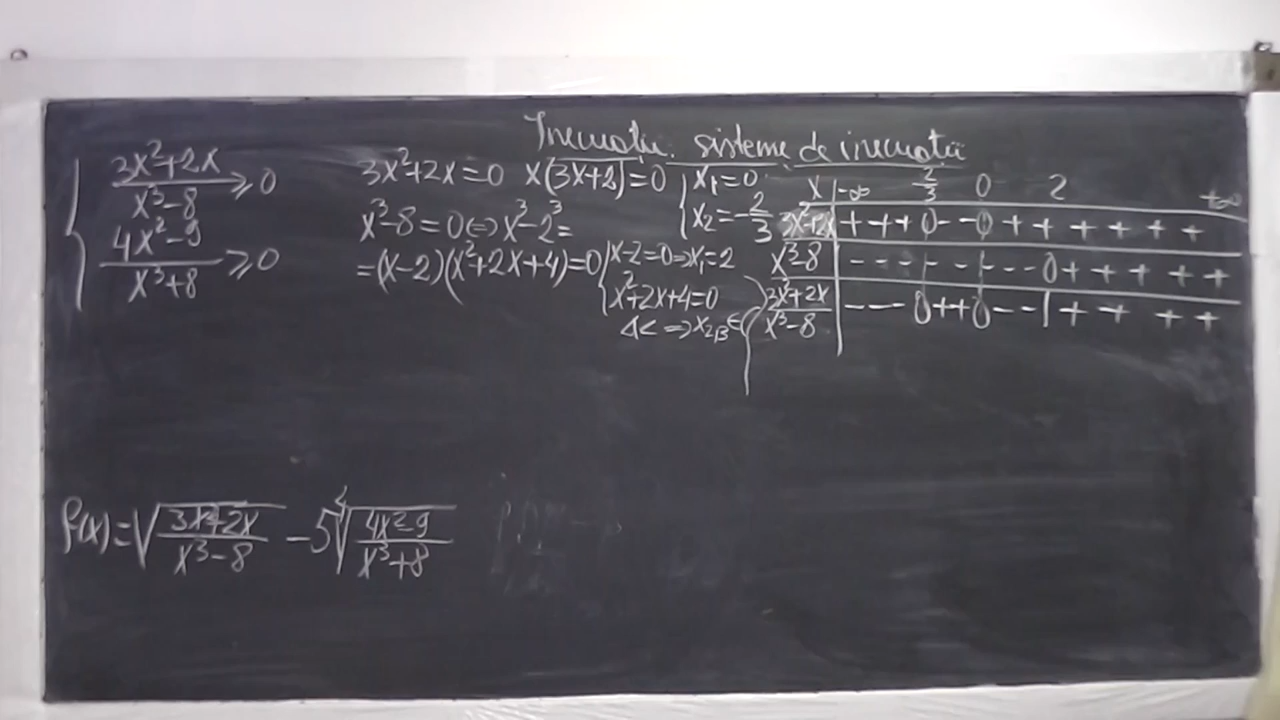 Inecuații. sisteme de inecuații
{ (3x²+2x)/(x³-8) ⩾ 0
(4x²-9)/(x³+8) ⩾ 0
3x²+2x=0 x(3x+2)=0 { x₁=0
x₂=-2/3
x³-8=0⇔x³-2³=
=(x-2)(x²+2x+4)=0 { x-2=0⇒x₁=2
x²+2x+4=0
Δ< ⇒x₂,₃∈
x | -∞ -2/3 0 2 +∞
3x²+2x | + + + 0 - - 0 + + + + + +
x³-8 | - - - - - - | - - - 0 + + + + +
(3x²+2x)/(x³-8) | - - - 0 + + 0 - - | + + + +
f(x)=√((3x²+2x)/(x³-8)) - 5∜((4x²-9)/(x³+8))